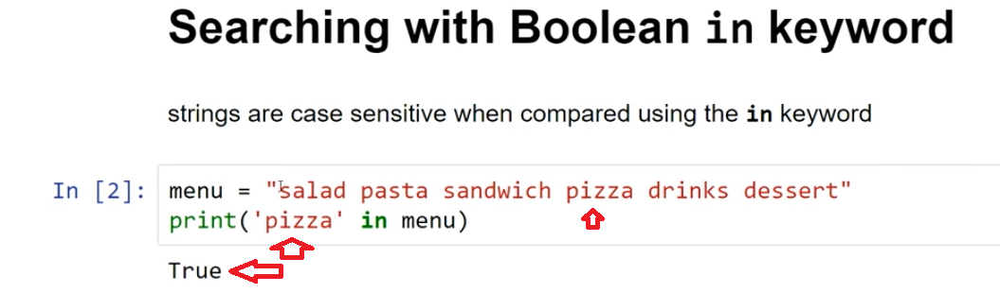 Searching with Boolean in keyword
strings are case sensitive when compared using the in keyword
In [2]: menu = "salad pasta sandwich pizza drinks dessert"
print('pizza' in menu)
True